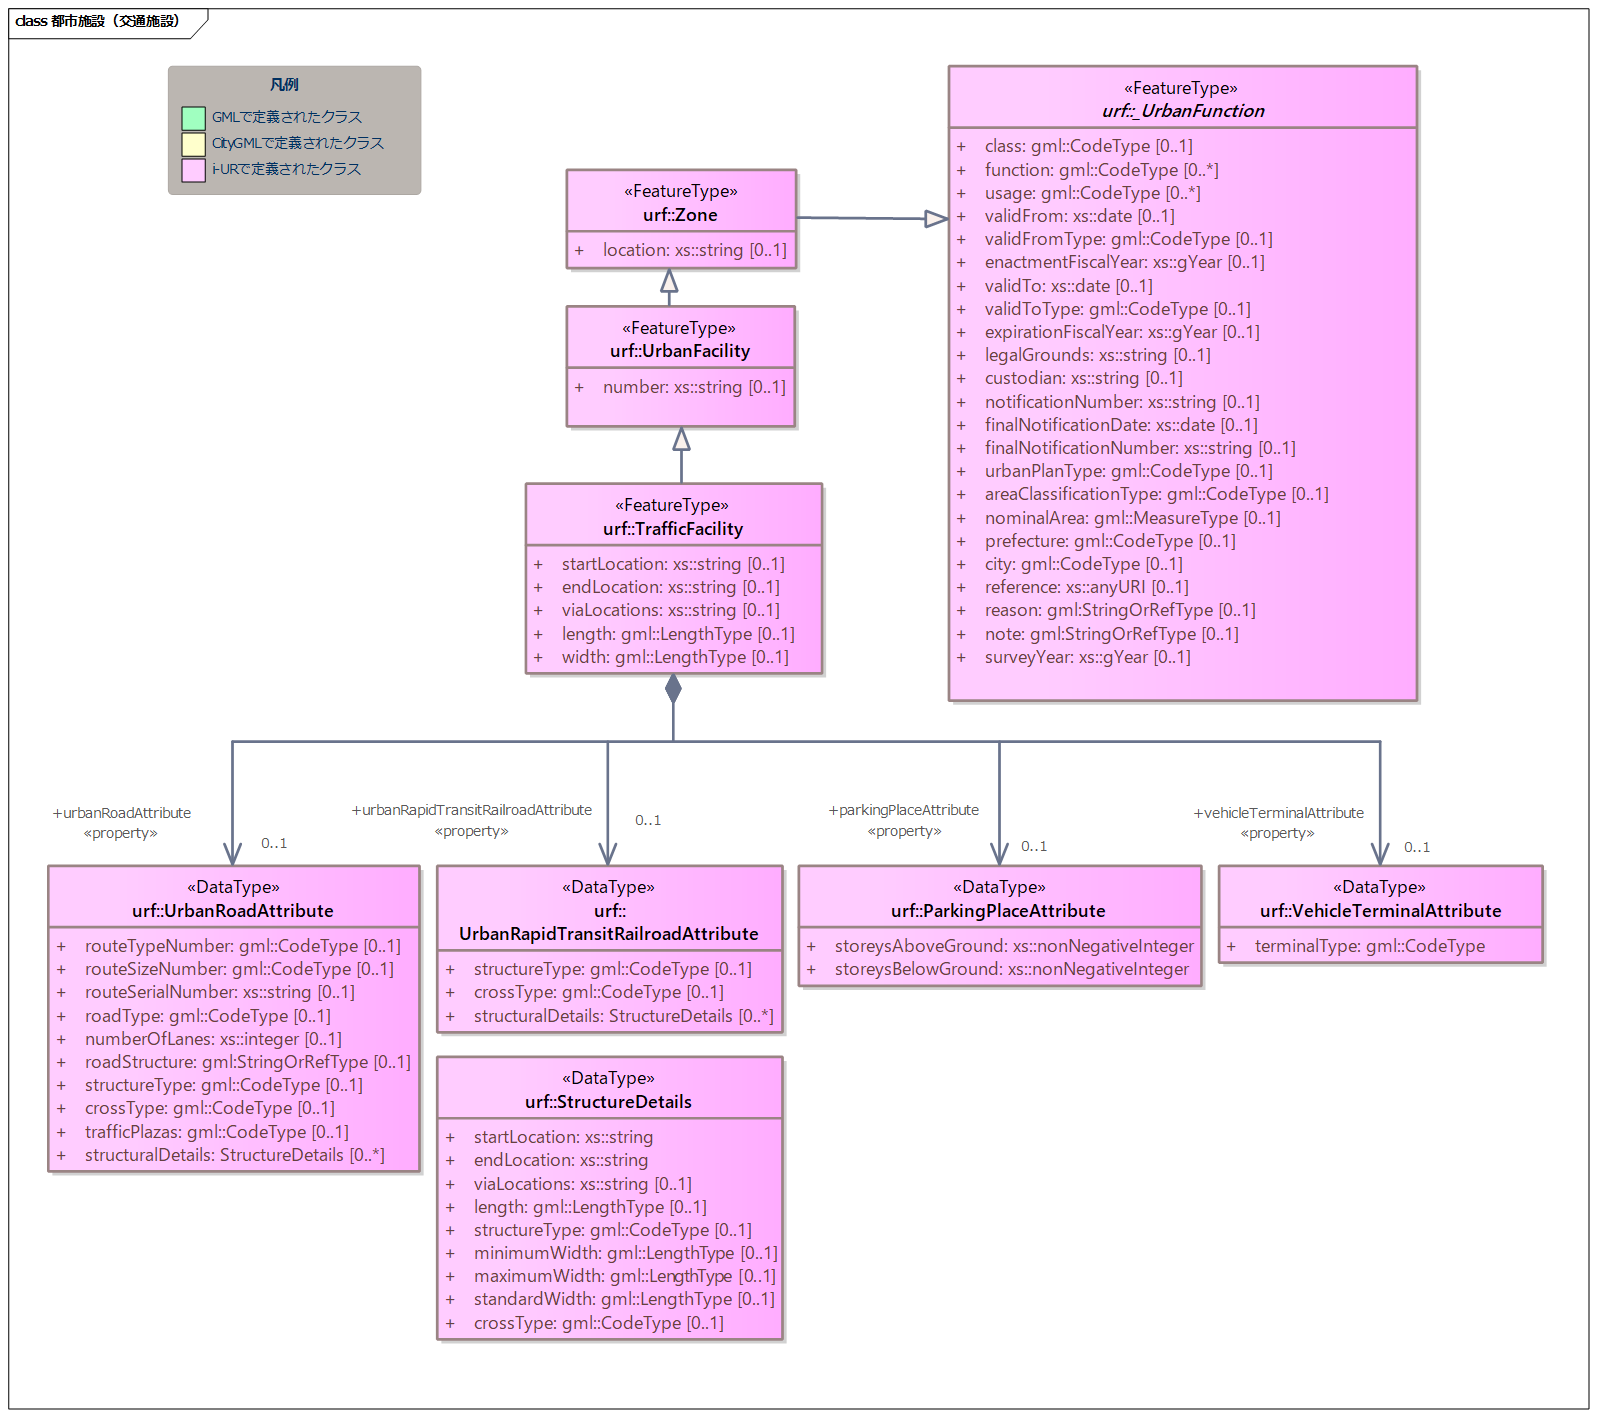 class 都市施設（交通施設）
凡例
GMLで定義されたクラス
CityGMLで定義されたクラス
i-URで定義されたクラス
«FeatureType»
urf::_UrbanFunction
+ class: gml::CodeType [0..1]
+ function: gml::CodeType [0..*]
+ usage: gml::CodeType [0..*]
+ validFrom: xs::date [0..1]
+ validFromType: gml::CodeType [0..1]
+ enactmentFiscalYear: xs::gYear [0..1]
+ validTo: xs::date [0..1]
+ validToType: gml::CodeType [0..1]
+ expirationFiscalYear: xs::gYear [0..1]
+ legalGrounds: xs::string [0..1]
+ custodian: xs::string [0..1]
+ notificationNumber: xs::string [0..1]
+ finalNotificationDate: xs::date [0..1]
+ finalNotificationNumber: xs::string [0..1]
+ urbanPlanType: gml::CodeType [0..1]
+ areaClassificationType: gml::CodeType [0..1]
+ nominalArea: gml::MeasureType [0..1]
+ prefecture: gml::CodeType [0..1]
+ city: gml::CodeType [0..1]
+ reference: xs::anyURI [0..1]
+ reason: gml:StringOrRefType [0..1]
+ note: gml:StringOrRefType [0..1]
+ surveyYear: xs::gYear [0..1]
«FeatureType»
urf::Zone
+ location: xs::string [0..1]
«FeatureType»
urf::UrbanFacility
+ number: xs::string [0..1]
«FeatureType»
urf::TrafficFacility
+ startLocation: xs::string [0..1]
+ endLocation: xs::string [0..1]
+ viaLocations: xs::string [0..1]
+ length: gml::LengthType [0..1]
+ width: gml::LengthType [0..1]
+urbanRoadAttribute
«property»
0..1
+urbanRapidTransitRailroadAttribute
«property»
0..1
+parkingPlaceAttribute
«property»
0..1
+vehicleTerminalAttribute
«property»
0..1
«DataType»
urf::UrbanRoadAttribute
+ routeTypeNumber: gml::CodeType [0..1]
+ routeSizeNumber: gml::CodeType [0..1]
+ routeSerialNumber: xs::string [0..1]
+ roadType: gml::CodeType [0..1]
+ numberOfLanes: xs::integer [0..1]
+ roadStructure: gml:StringOrRefType [0..1]
+ structureType: gml::CodeType [0..1]
+ crossType: gml::CodeType [0..1]
+ trafficPlazas: gml::CodeType [0..1]
+ structuralDetails: StructureDetails [0..*]
«DataType»
urf::
UrbanRapidTransitRailroadAttribute
+ structureType: gml::CodeType [0..1]
+ crossType: gml::CodeType [0..1]
+ structuralDetails: StructureDetails [0..*]
«DataType»
urf::ParkingPlaceAttribute
+ storeysAboveGround: xs::nonNegativeInteger
+ storeysBelowGround: xs::nonNegativeInteger
«DataType»
urf::VehicleTerminalAttribute
+ terminalType: gml::CodeType
«DataType»
urf::StructureDetails
+ startLocation: xs::string
+ endLocation: xs::string
+ viaLocations: xs::string [0..1]
+ length: gml::LengthType [0..1]
+ structureType: gml::CodeType [0..1]
+ minimumWidth: gml::LengthType [0..1]
+ maximumWidth: gml::LengthType [0..1]
+ standardWidth: gml::LengthType [0..1]
+ crossType: gml::CodeType [0..1]